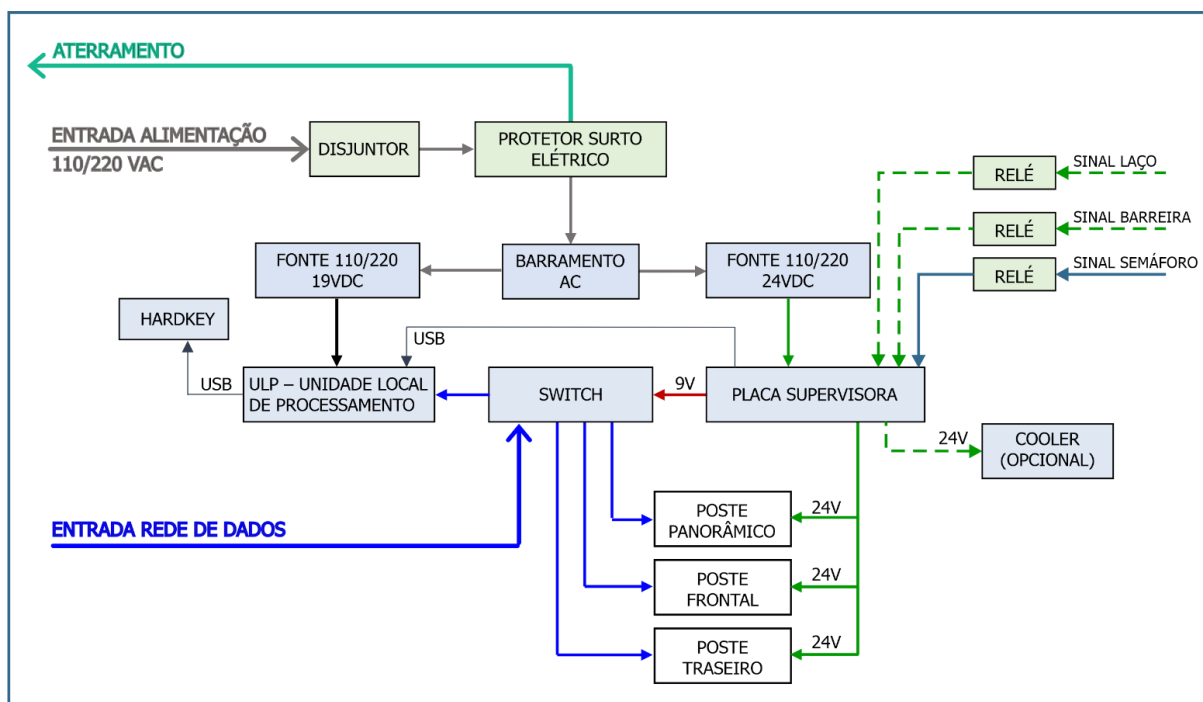 ATERRAMENTO
ENTRADA ALIMENTAÇÃO
110/220 VAC
DISJUNTOR
PROTETOR SURTO
ELÉTRICO
RELÉ
SINAL LAÇO
RELÉ
SINAL BARREIRA
RELÉ
SINAL SEMÁFORO
FONTE 110/220
19VDC
BARRAMENTO
AC
FONTE 110/220
24VDC
HARDKEY
USB
USB
ULP – UNIDADE LOCAL
DE PROCESSAMENTO
SWITCH
9V
PLACA SUPERVISORA
24V
COOLER
(OPCIONAL)
ENTRADA REDE DE DADOS
POSTE
PANORÂMICO
24V
POSTE
FRONTAL
24V
POSTE
TRASEIRO
24V